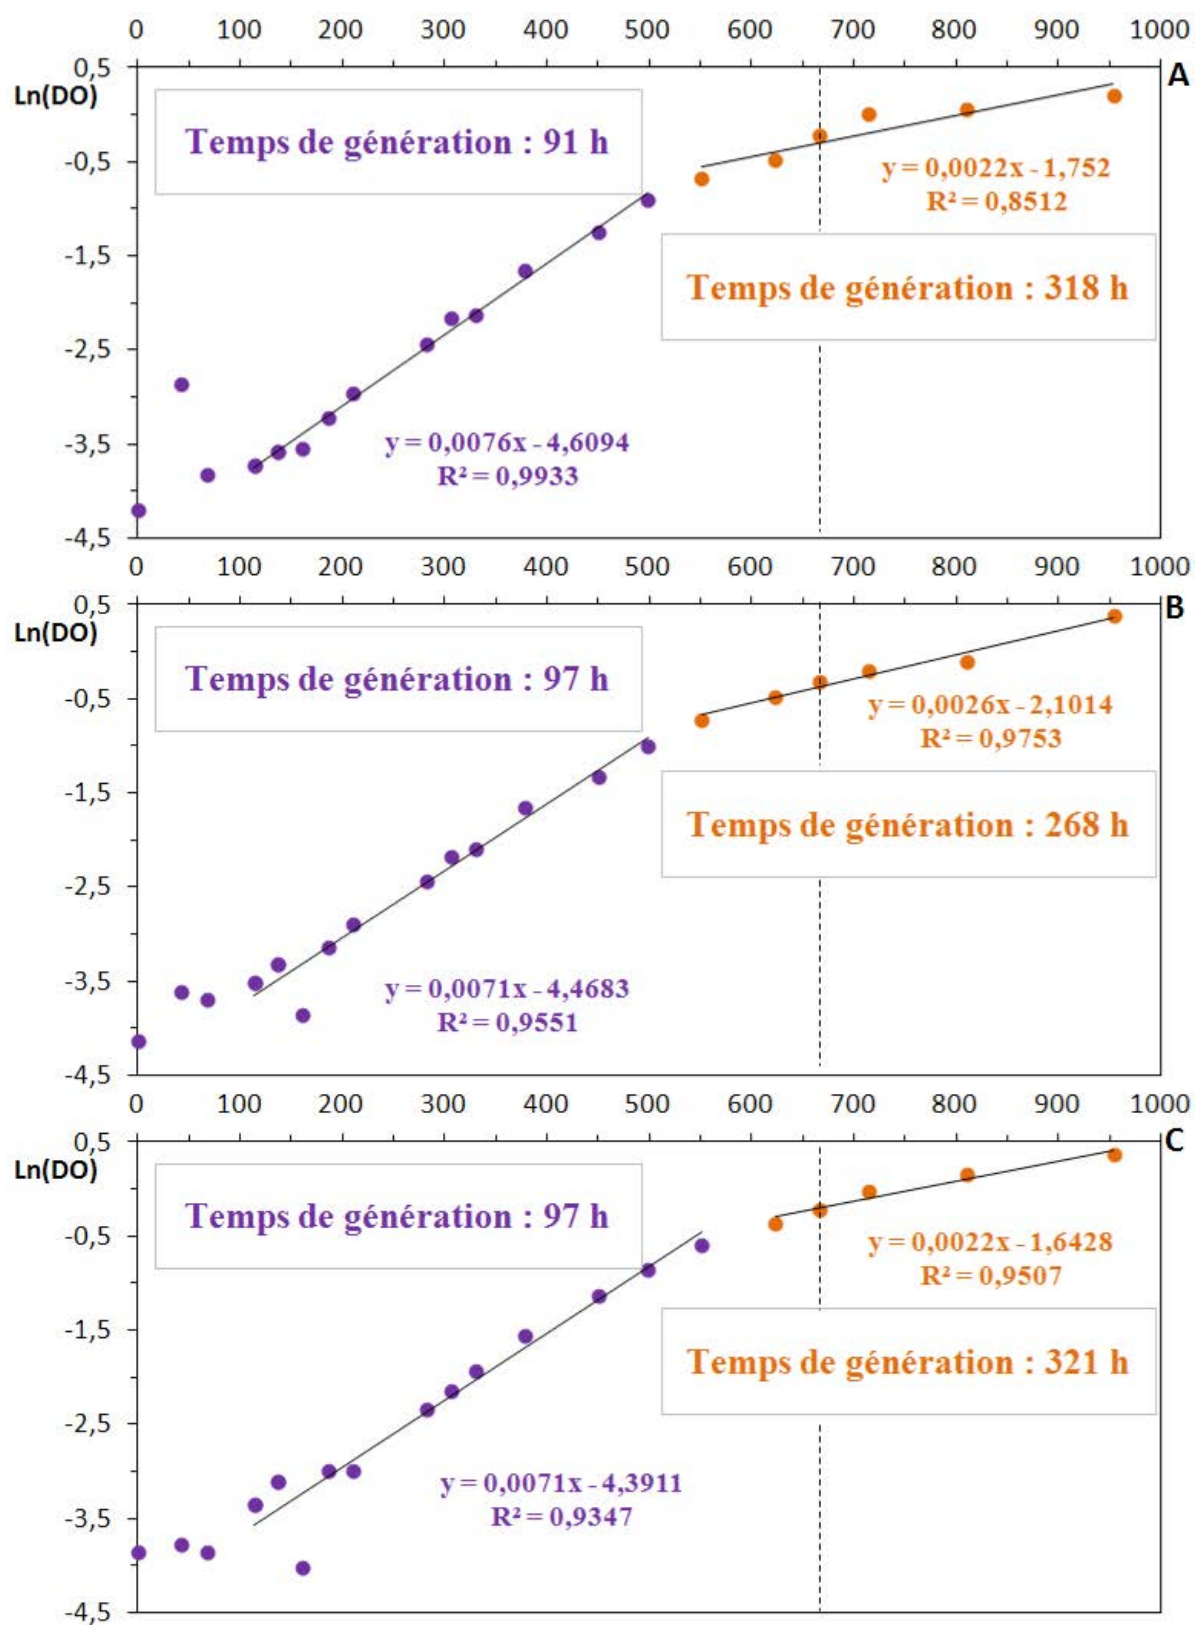 0 100 200 300 400 500 600 700 800 900 1000
A
0,5
Ln(DO)
Temps de génération : 91 h
-0,5
y = 0,0022x - 1,752
R² = 0,8512
-1,5
Temps de génération : 318 h
-2,5
-3,5
y = 0,0076x - 4,6094
R² = 0,9933
-4,5
0 100 200 300 400 500 600 700 800 900 1000
B
0,5
Ln(DO)
Temps de génération : 97 h
-0,5
y = 0,0026x - 2,1014
R² = 0,9753
-1,5
Temps de génération : 268 h
-2,5
-3,5
y = 0,0071x - 4,4683
R² = 0,9551
-4,5
0 100 200 300 400 500 600 700 800 900 1000
C
0,5
Ln(DO)
Temps de génération : 97 h
-0,5
y = 0,0022x - 1,6428
R² = 0,9507
-1,5
Temps de génération : 321 h
-2,5
-3,5
y = 0,0071x - 4,3911
R² = 0,9347
-4,5